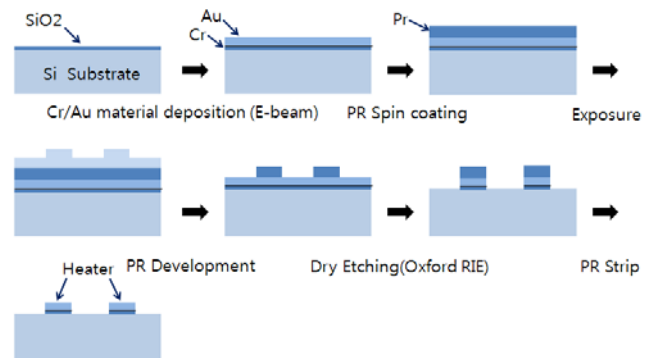 SiO2
Au
Cr
Pr
Si Substrate
Cr/Au material deposition (E-beam)
PR Spin coating
Exposure
PR Development
Dry Etching(Oxford RIE)
PR Strip
Heater